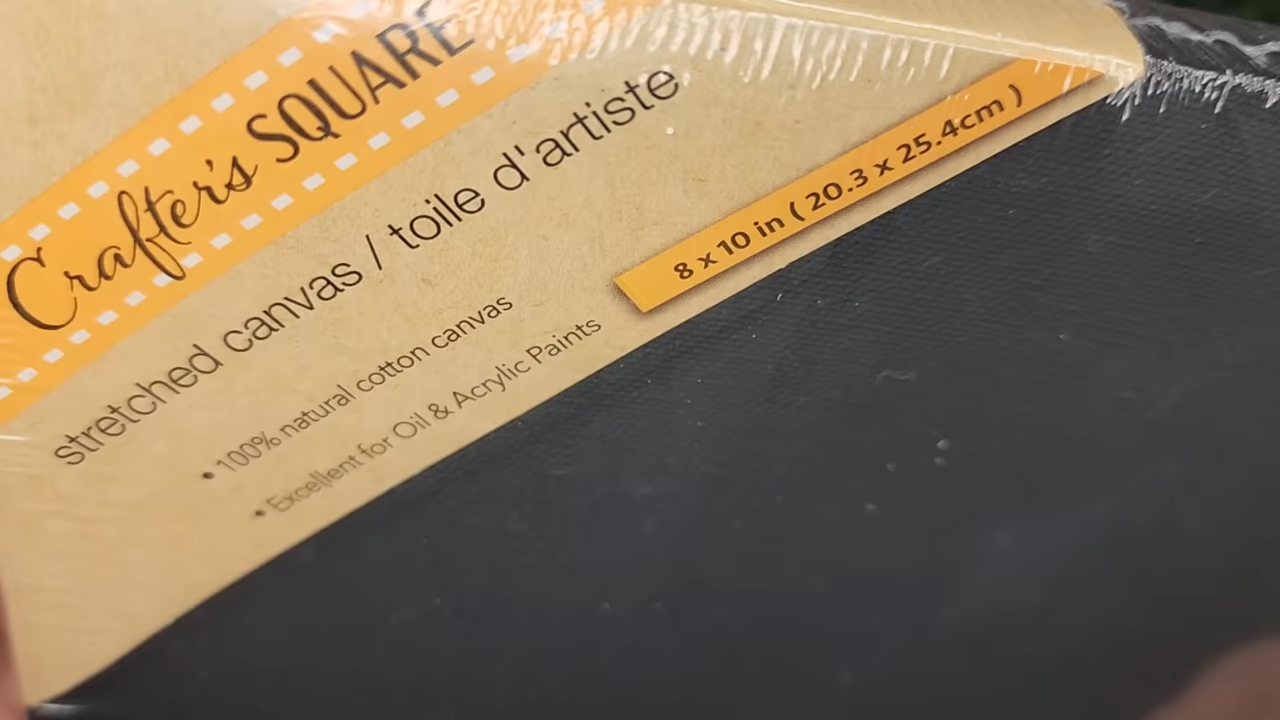 Crafter's SQUARE
stretched canvas / toile d'artiste
• 100% natural cotton canvas
• Excellent for Oil & Acrylic Paints
8 x 10 in ( 20.3 x 25.4cm )